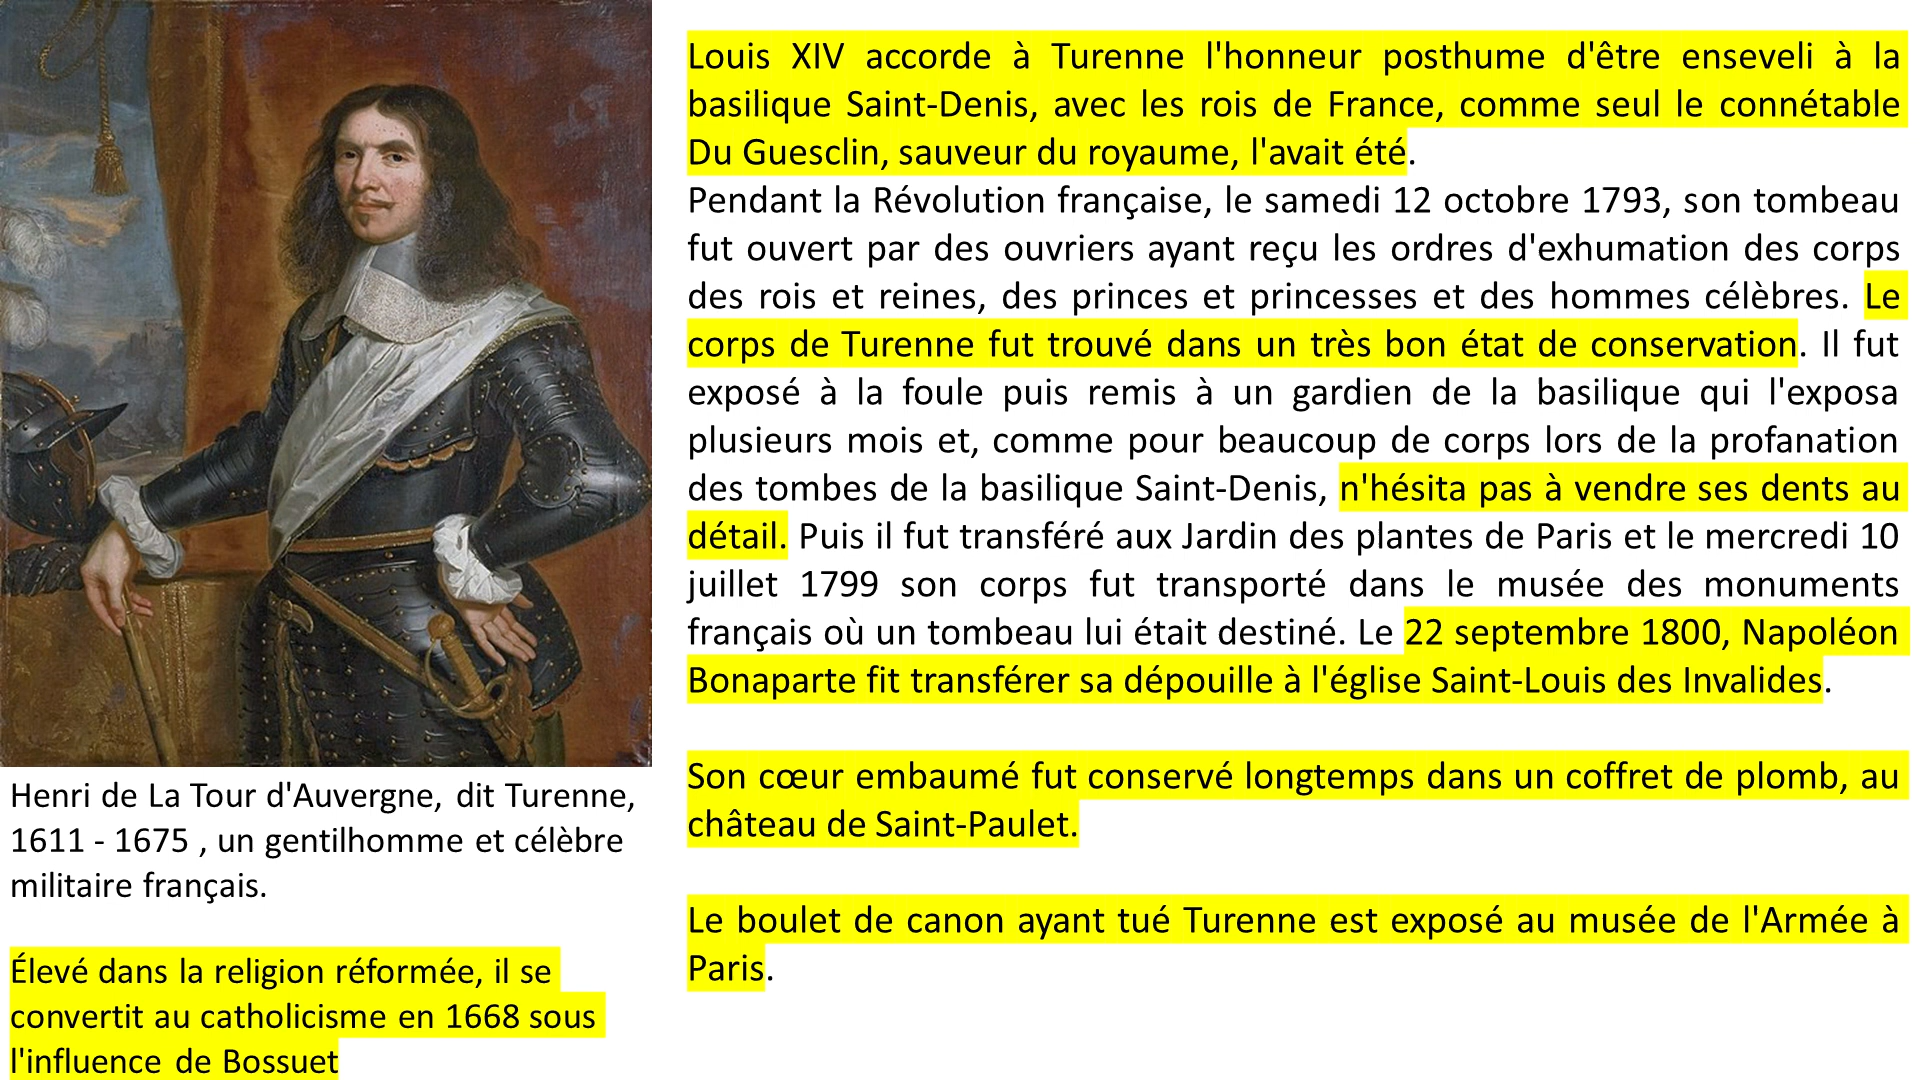 Louis XIV accorde à Turenne l'honneur posthume d'être enseveli à la
basilique Saint-Denis, avec les rois de France, comme seul le connétable
Du Guesclin, sauveur du royaume, l'avait été.
Pendant la Révolution française, le samedi 12 octobre 1793, son tombeau
fut ouvert par des ouvriers ayant reçu les ordres d'exhumation des corps
des rois et reines, des princes et princesses et des hommes célèbres. Le
corps de Turenne fut trouvé dans un très bon état de conservation. Il fut
exposé à la foule puis remis à un gardien de la basilique qui l'exposa
plusieurs mois et, comme pour beaucoup de corps lors de la profanation
des tombes de la basilique Saint-Denis, n'hésita pas à vendre ses dents au
détail. Puis il fut transféré aux Jardin des plantes de Paris et le mercredi 10
juillet 1799 son corps fut transporté dans le musée des monuments
français où un tombeau lui était destiné. Le 22 septembre 1800, Napoléon
Bonaparte fit transférer sa dépouille à l'église Saint-Louis des Invalides.
Son cœur embaumé fut conservé longtemps dans un coffret de plomb, au
château de Saint-Paulet.
Le boulet de canon ayant tué Turenne est exposé au musée de l'Armée à
Paris.
Henri de La Tour d'Auvergne, dit Turenne,
1611 - 1675 , un gentilhomme et célèbre
militaire français.
Élevé dans la religion réformée, il se
convertit au catholicisme en 1668 sous
l'influence de Bossuet